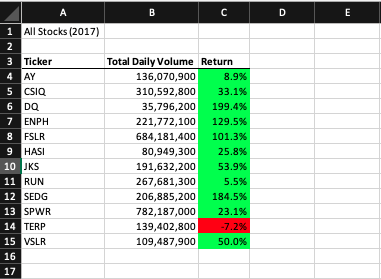 A B C D E
1 All Stocks (2017)
2
3 Ticker Total Daily Volume Return
4 AY 136,070,900 8.9%
5 CSIQ 310,592,800 33.1%
6 DQ 35,796,200 199.4%
7 ENPH 221,772,100 129.5%
8 FSLR 684,181,400 101.3%
9 HASI 80,949,300 25.8%
10 JKS 191,632,200 53.9%
11 RUN 267,681,300 5.5%
12 SEDG 206,885,200 184.5%
13 SPWR 782,187,000 23.1%
14 TERP 139,402,800 -7.2%
15 VSLR 109,487,900 50.0%
16
17